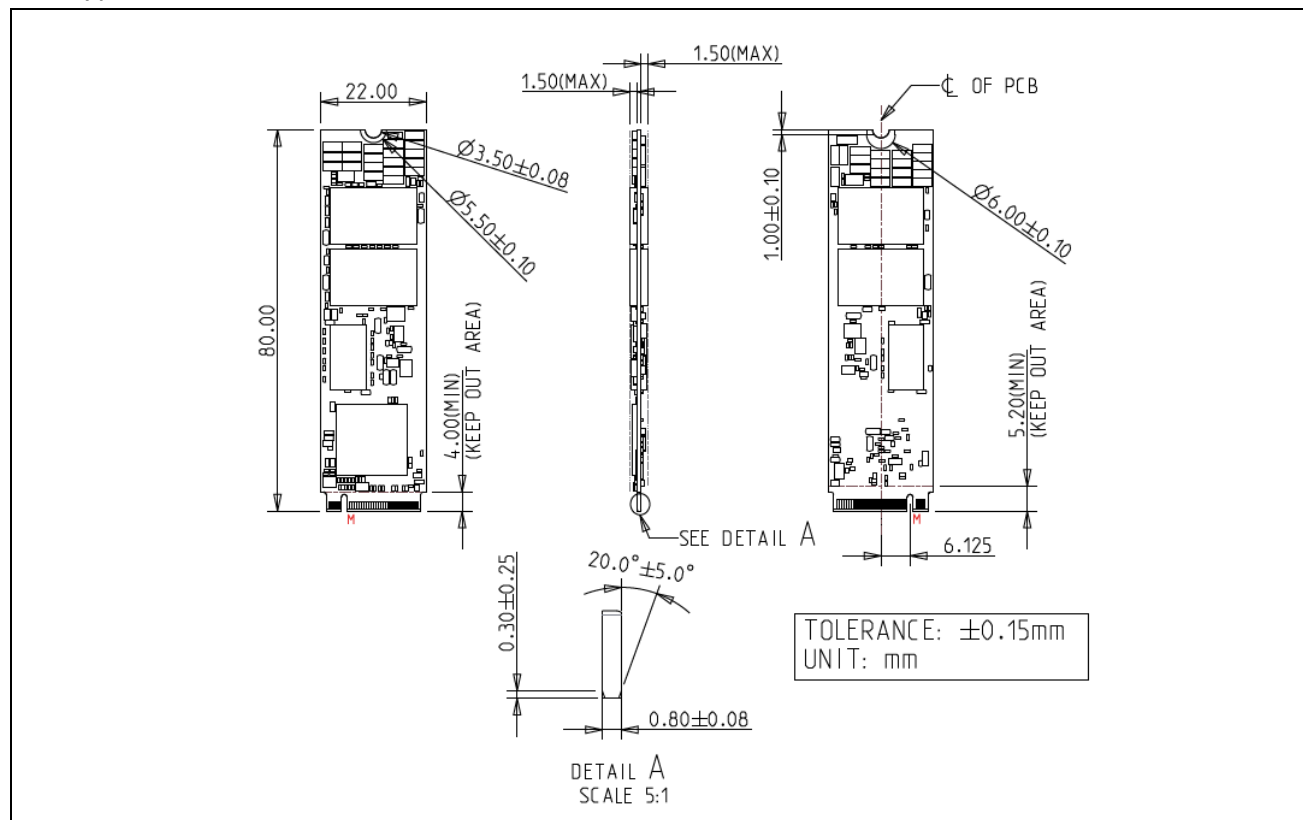 1.50(MAX)
1.50(MAX)
22.00
℄ OF PCB
Ø3.50±0.08
Ø5.50±0.10
80.00
4.00(MIN)
(KEEP OUT AREA)
M
1.00±0.10
Ø6.00±0.10
5.20(MIN)
(KEEP OUT AREA)
M
6.125
SEE DETAIL A
20.0°±5.0°
0.30±0.25
0.80±0.08
DETAIL A
SCALE 5:1
TOLERANCE: ±0.15mm
UNIT: mm